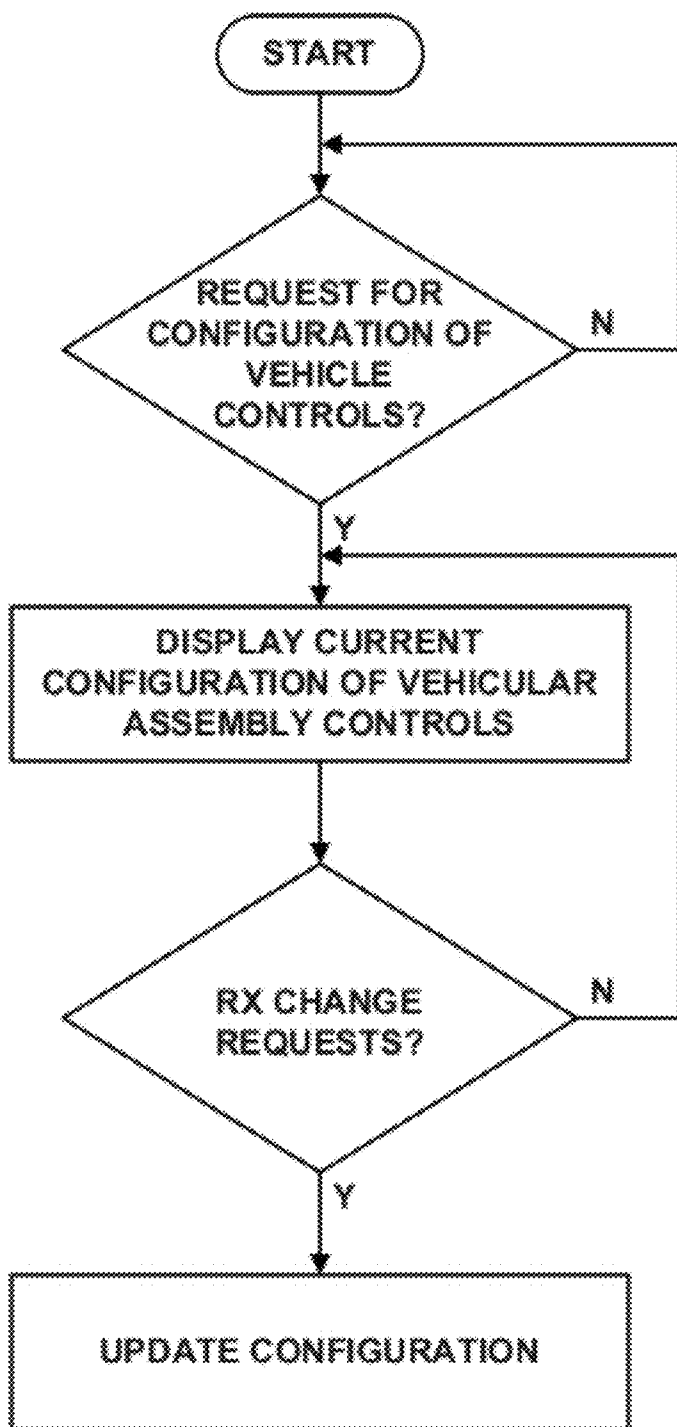 START
REQUEST FOR
CONFIGURATION OF
VEHICLE
CONTROLS?
N
Y
DISPLAY CURRENT
CONFIGURATION OF VEHICULAR
ASSEMBLY CONTROLS
RX CHANGE
REQUESTS?
N
Y
UPDATE CONFIGURATION